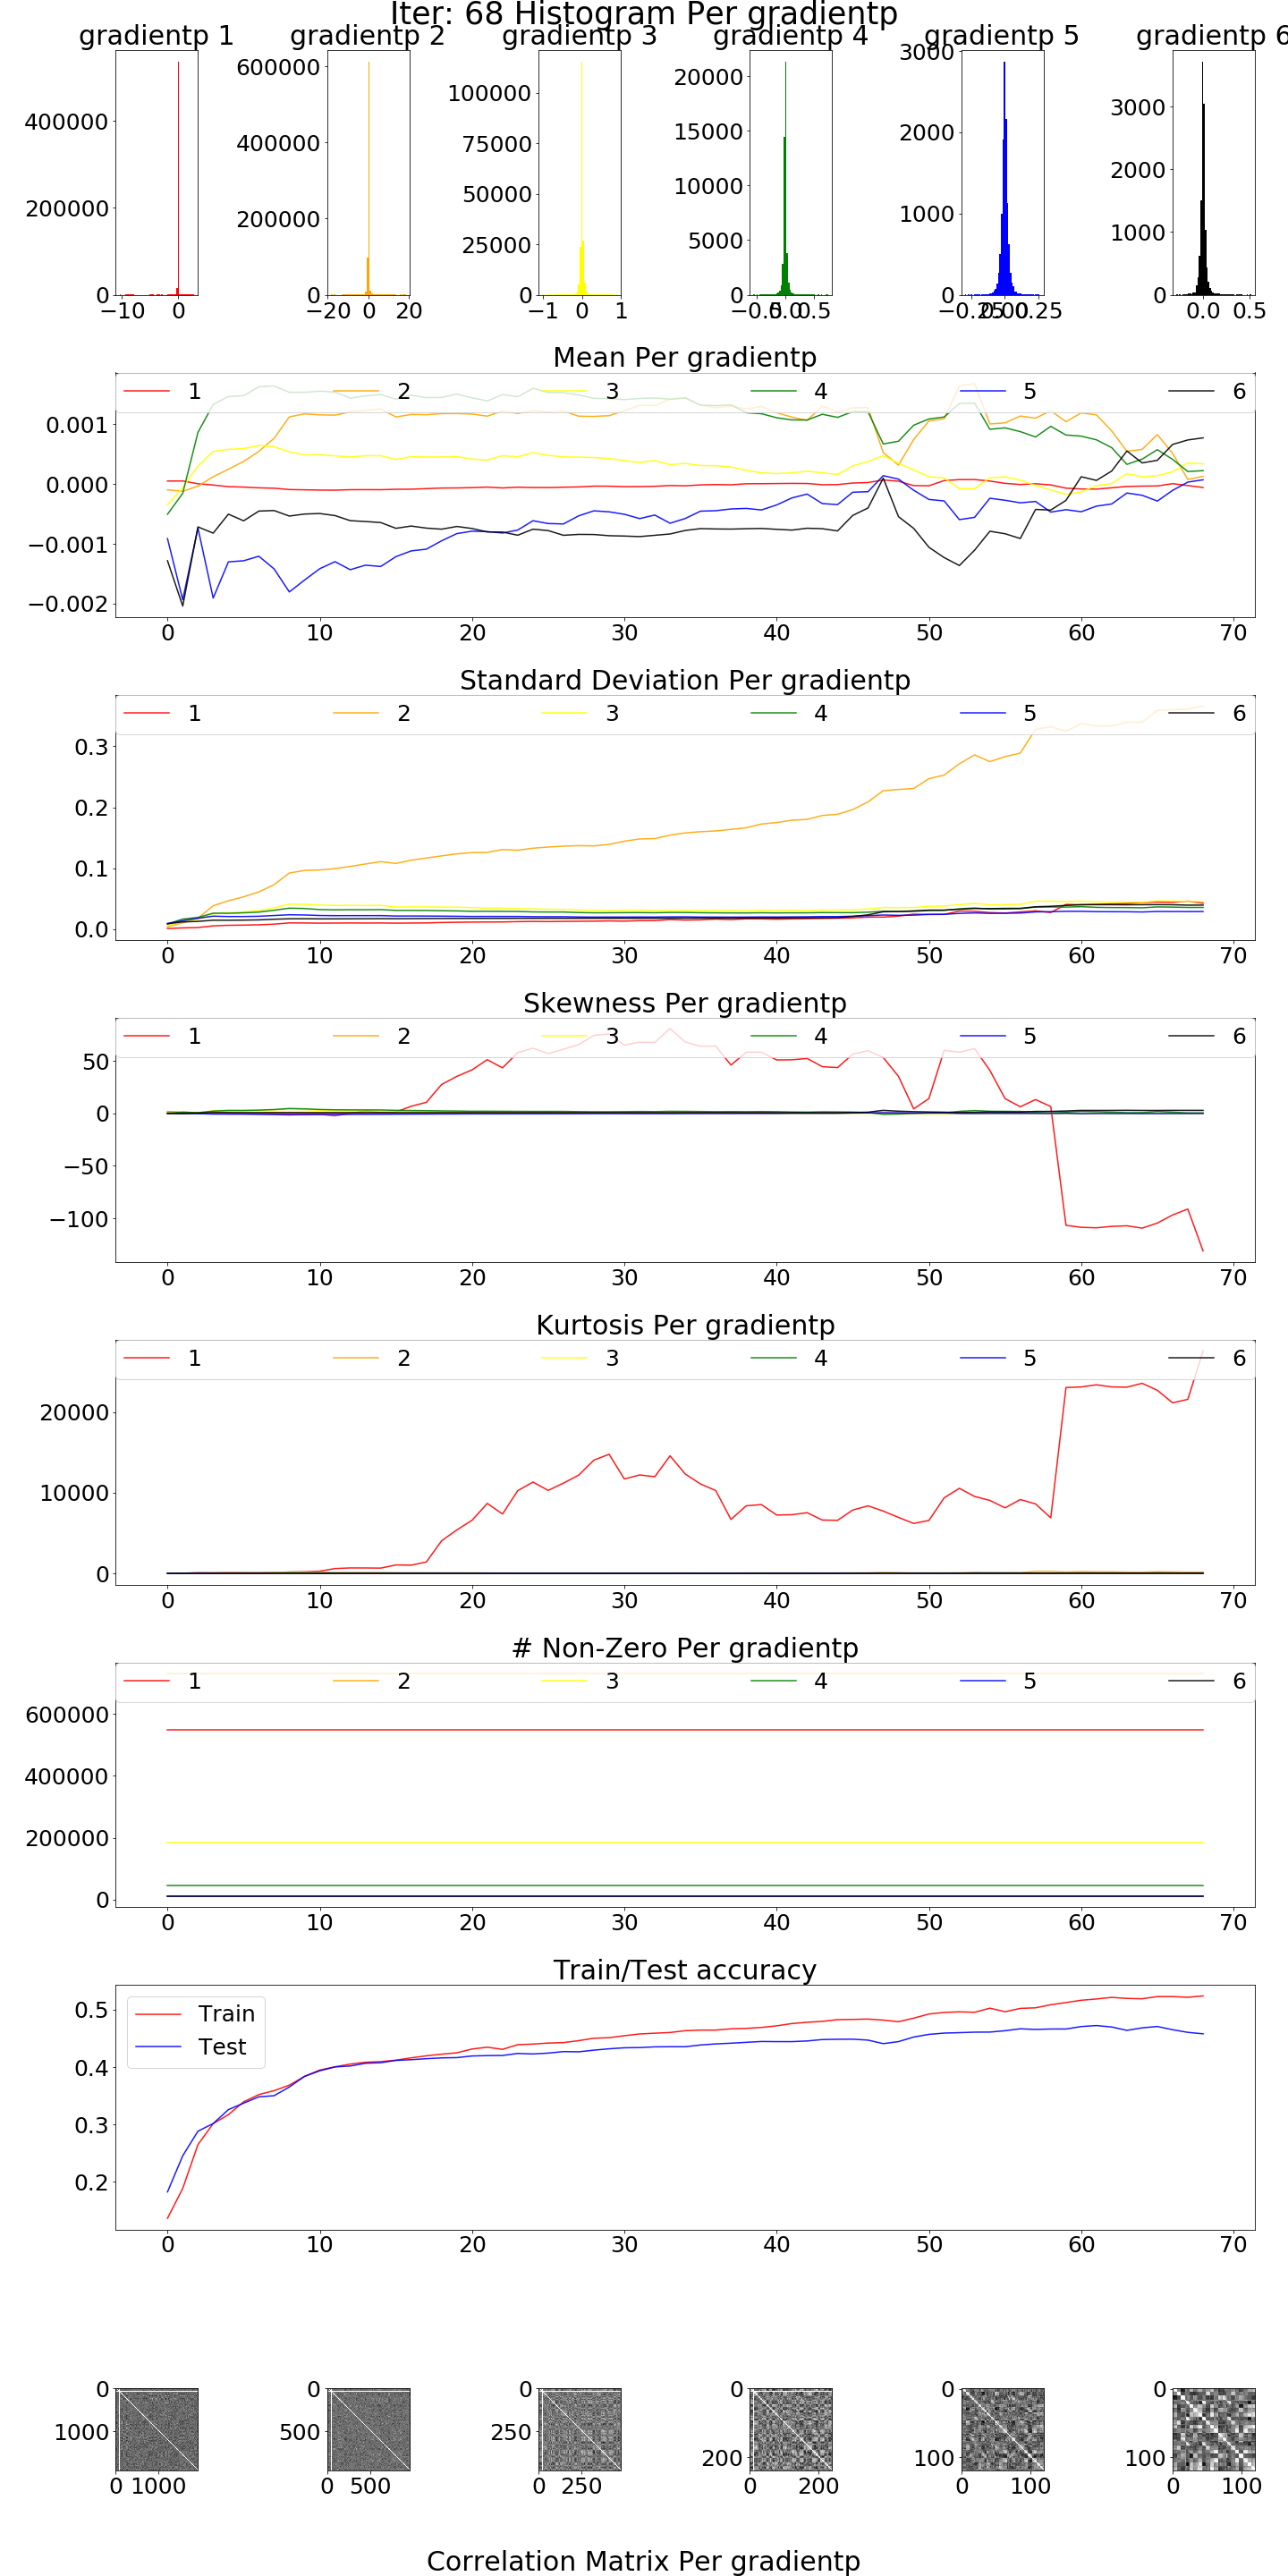 Iter: 68 Histogram Per gradientp
gradientp 1 gradientp 2 gradientp 3 gradientp 4 gradientp 5 gradientp 6
400000
200000
0
−10 0
600000
400000
200000
0
−20 0 20
100000
75000
50000
25000
0
−1 0 1
20000
15000
10000
5000
0
−0.5 0.0 0.5
3000
2000
1000
0
−0.25 0.00 0.25
3000
2000
1000
0
0.0 0.5
Mean Per gradientp
1 2 3 4 5 6
0.001
0.000
−0.001
−0.002
0 10 20 30 40 50 60 70
Standard Deviation Per gradientp
1 2 3 4 5 6
0.3
0.2
0.1
0.0
0 10 20 30 40 50 60 70
Skewness Per gradientp
1 2 3 4 5 6
50
0
−50
−100
0 10 20 30 40 50 60 70
Kurtosis Per gradientp
1 2 3 4 5 6
20000
10000
0
0 10 20 30 40 50 60 70
# Non-Zero Per gradientp
1 2 3 4 5 6
600000
400000
200000
0
0 10 20 30 40 50 60 70
Train/Test accuracy
Train
Test
0.5
0.4
0.3
0.2
0 10 20 30 40 50 60 70
0
1000
0 1000
0
500
0 500
0
250
0 250
0
200
0 200
0
100
0 100
0
100
0 100
Correlation Matrix Per gradientp